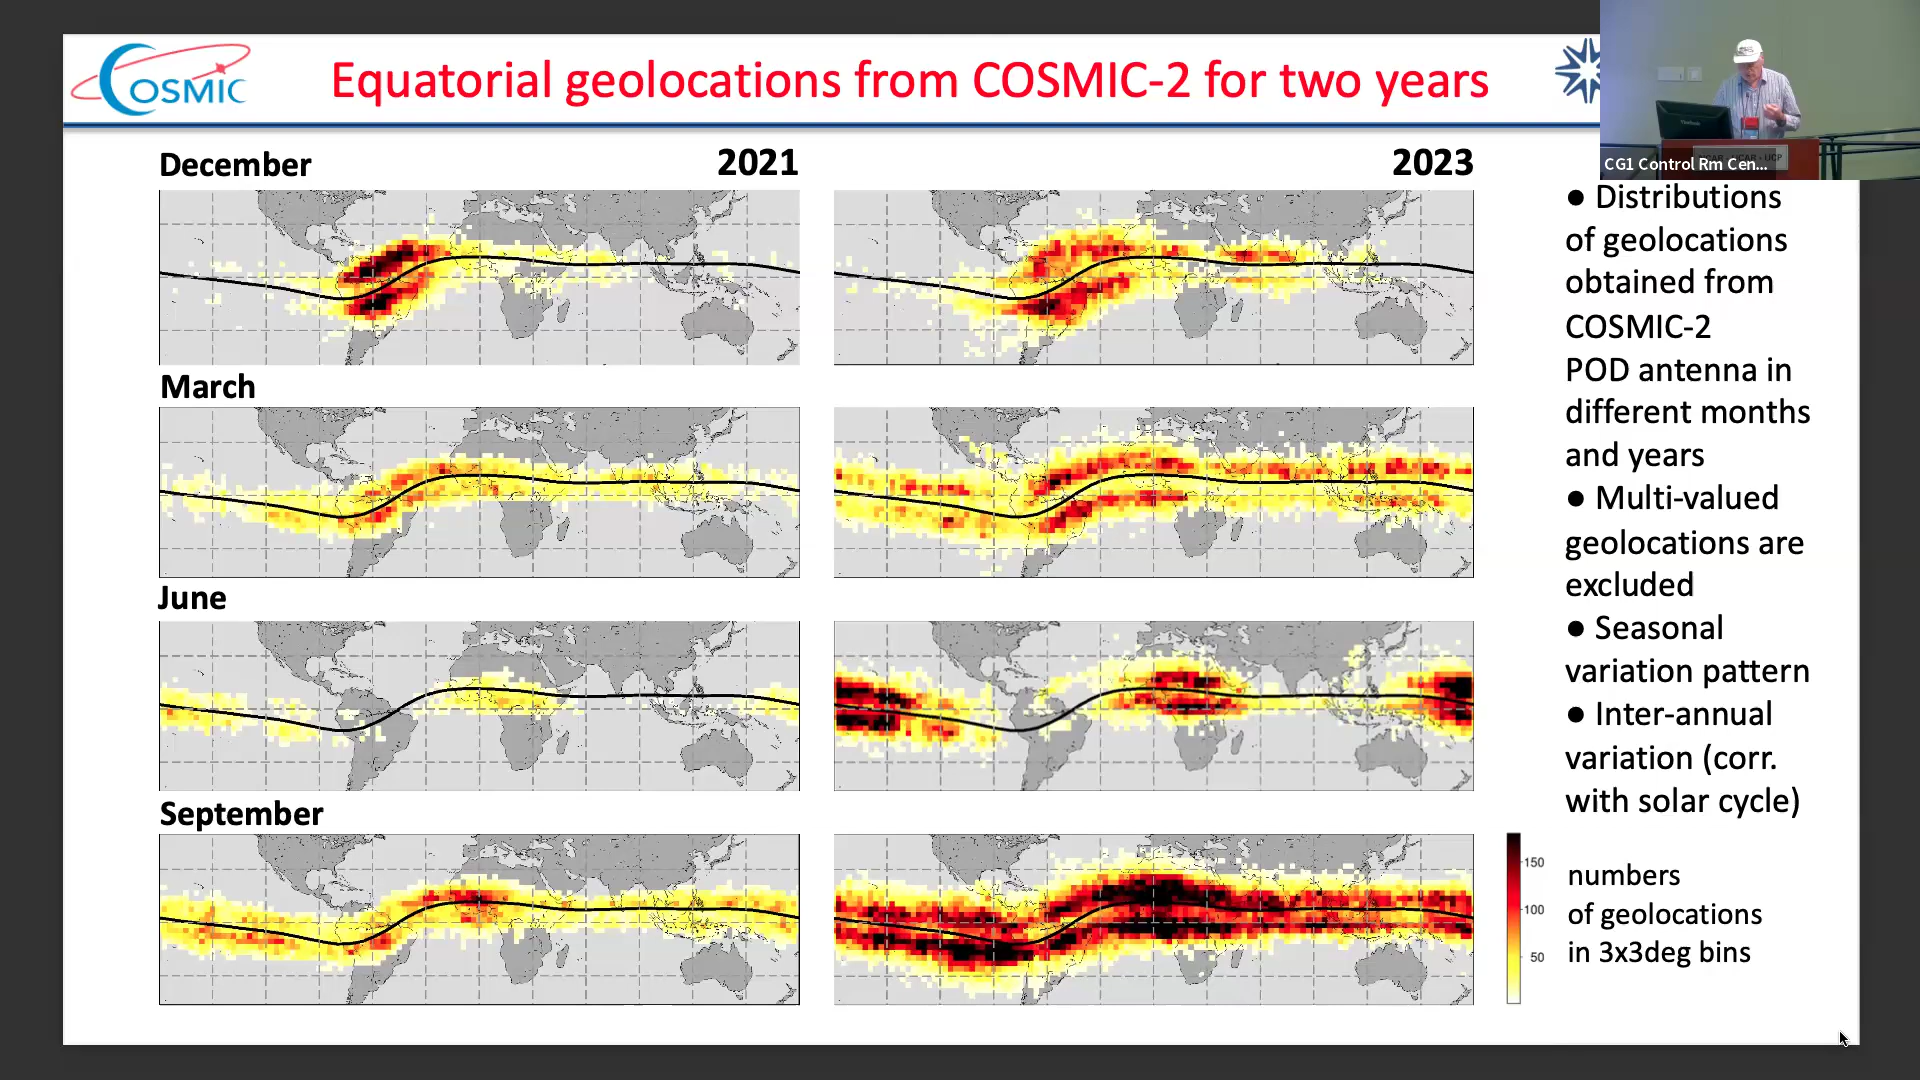 COSMIC
Equatorial geolocations from COSMIC-2 for two years
CG1 Control Rm Cen...
December
2021
2023
March
June
September
● Distributions
of geolocations
obtained from
COSMIC-2
POD antenna in
different months
and years
● Multi-valued
geolocations are
excluded
● Seasonal
variation pattern
● Inter-annual
variation (corr.
with solar cycle)
150
100
50
numbers
of geolocations
in 3x3deg bins